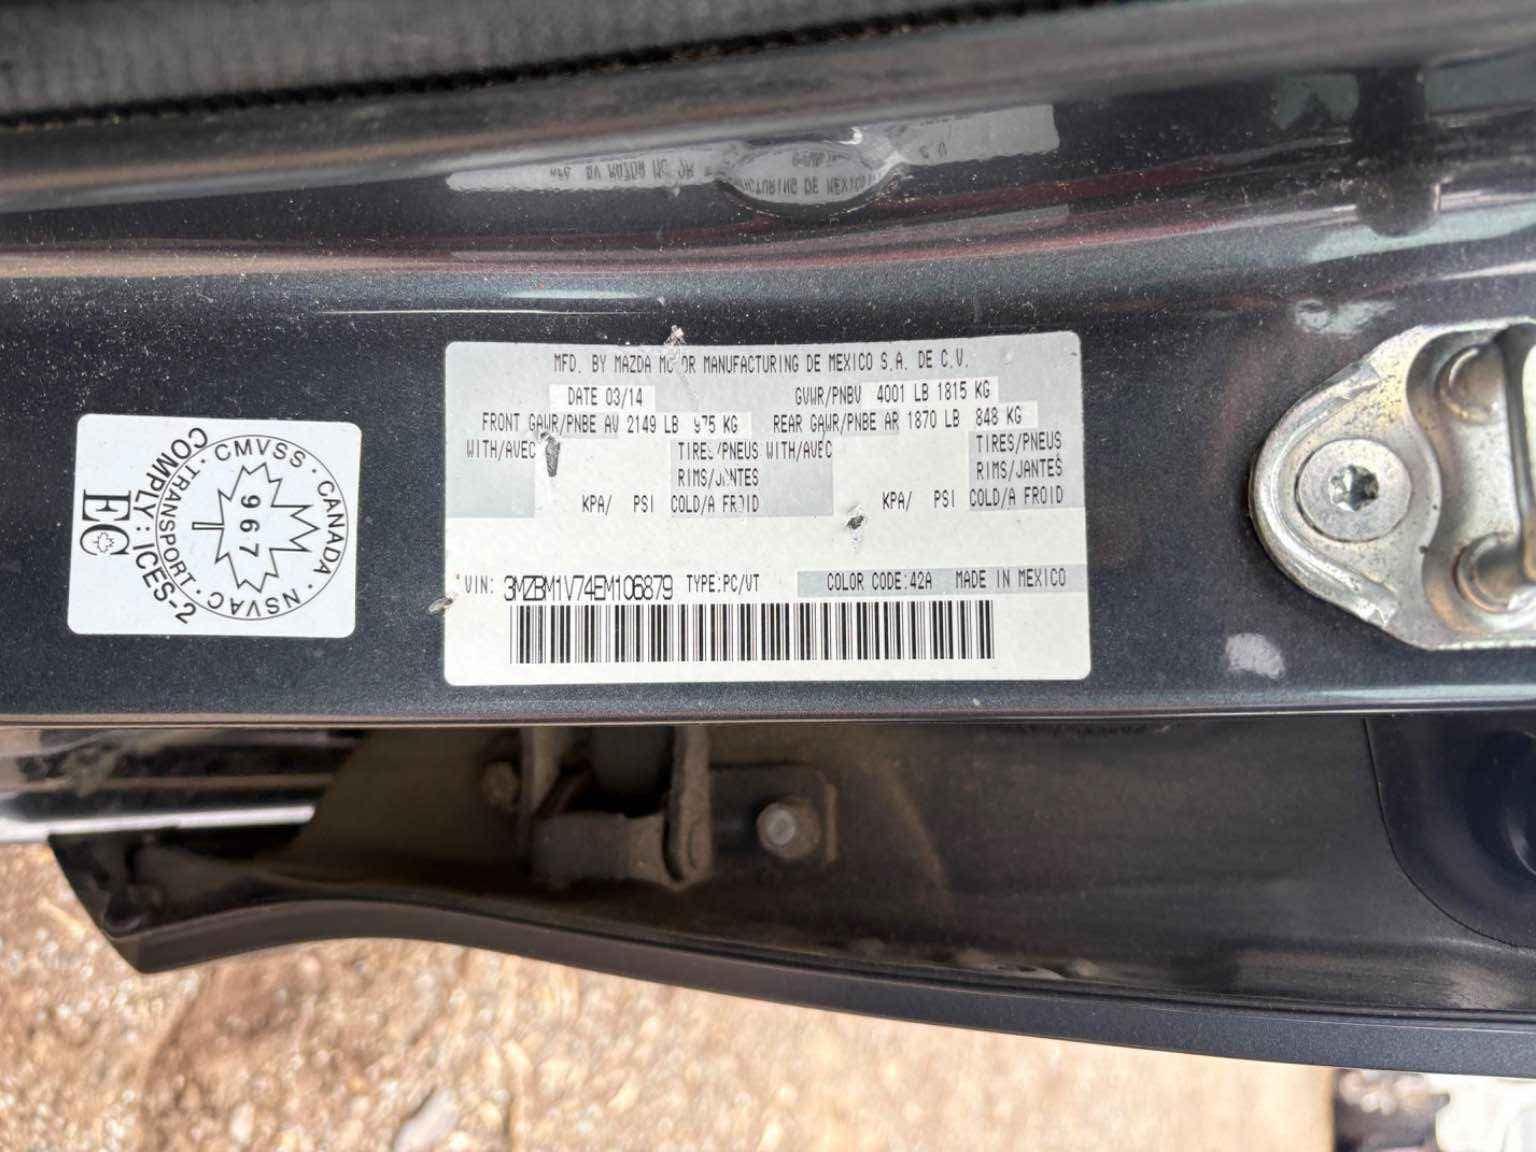 MFD. BY MAZDA MOTOR MANUFACTURING DE MEXICO S.A. DE C.V.
DATE 03/14 GVWR/PNBV 4001 LB 1815 KG
FRONT GAWR/PNBE AV 2149 LB 975 KG REAR GAWR/PNBE AR 1870 LB 848 KG
WITH/AVEC TIRES/PNEUS WITH/AVEC TIRES/PNEUS
RIMS/JANTES RIMS/JANTES
KPA/ PSI COLD/A FROID KPA/ PSI COLD/A FROID
VIN: 3MZBM1V74EM106879 TYPE:PC/VT COLOR CODE:42A MADE IN MEXICO
CANADA · CMVSS · TRANSPORT · NSVAC ·
967
COMPLY: ICES-2
EC